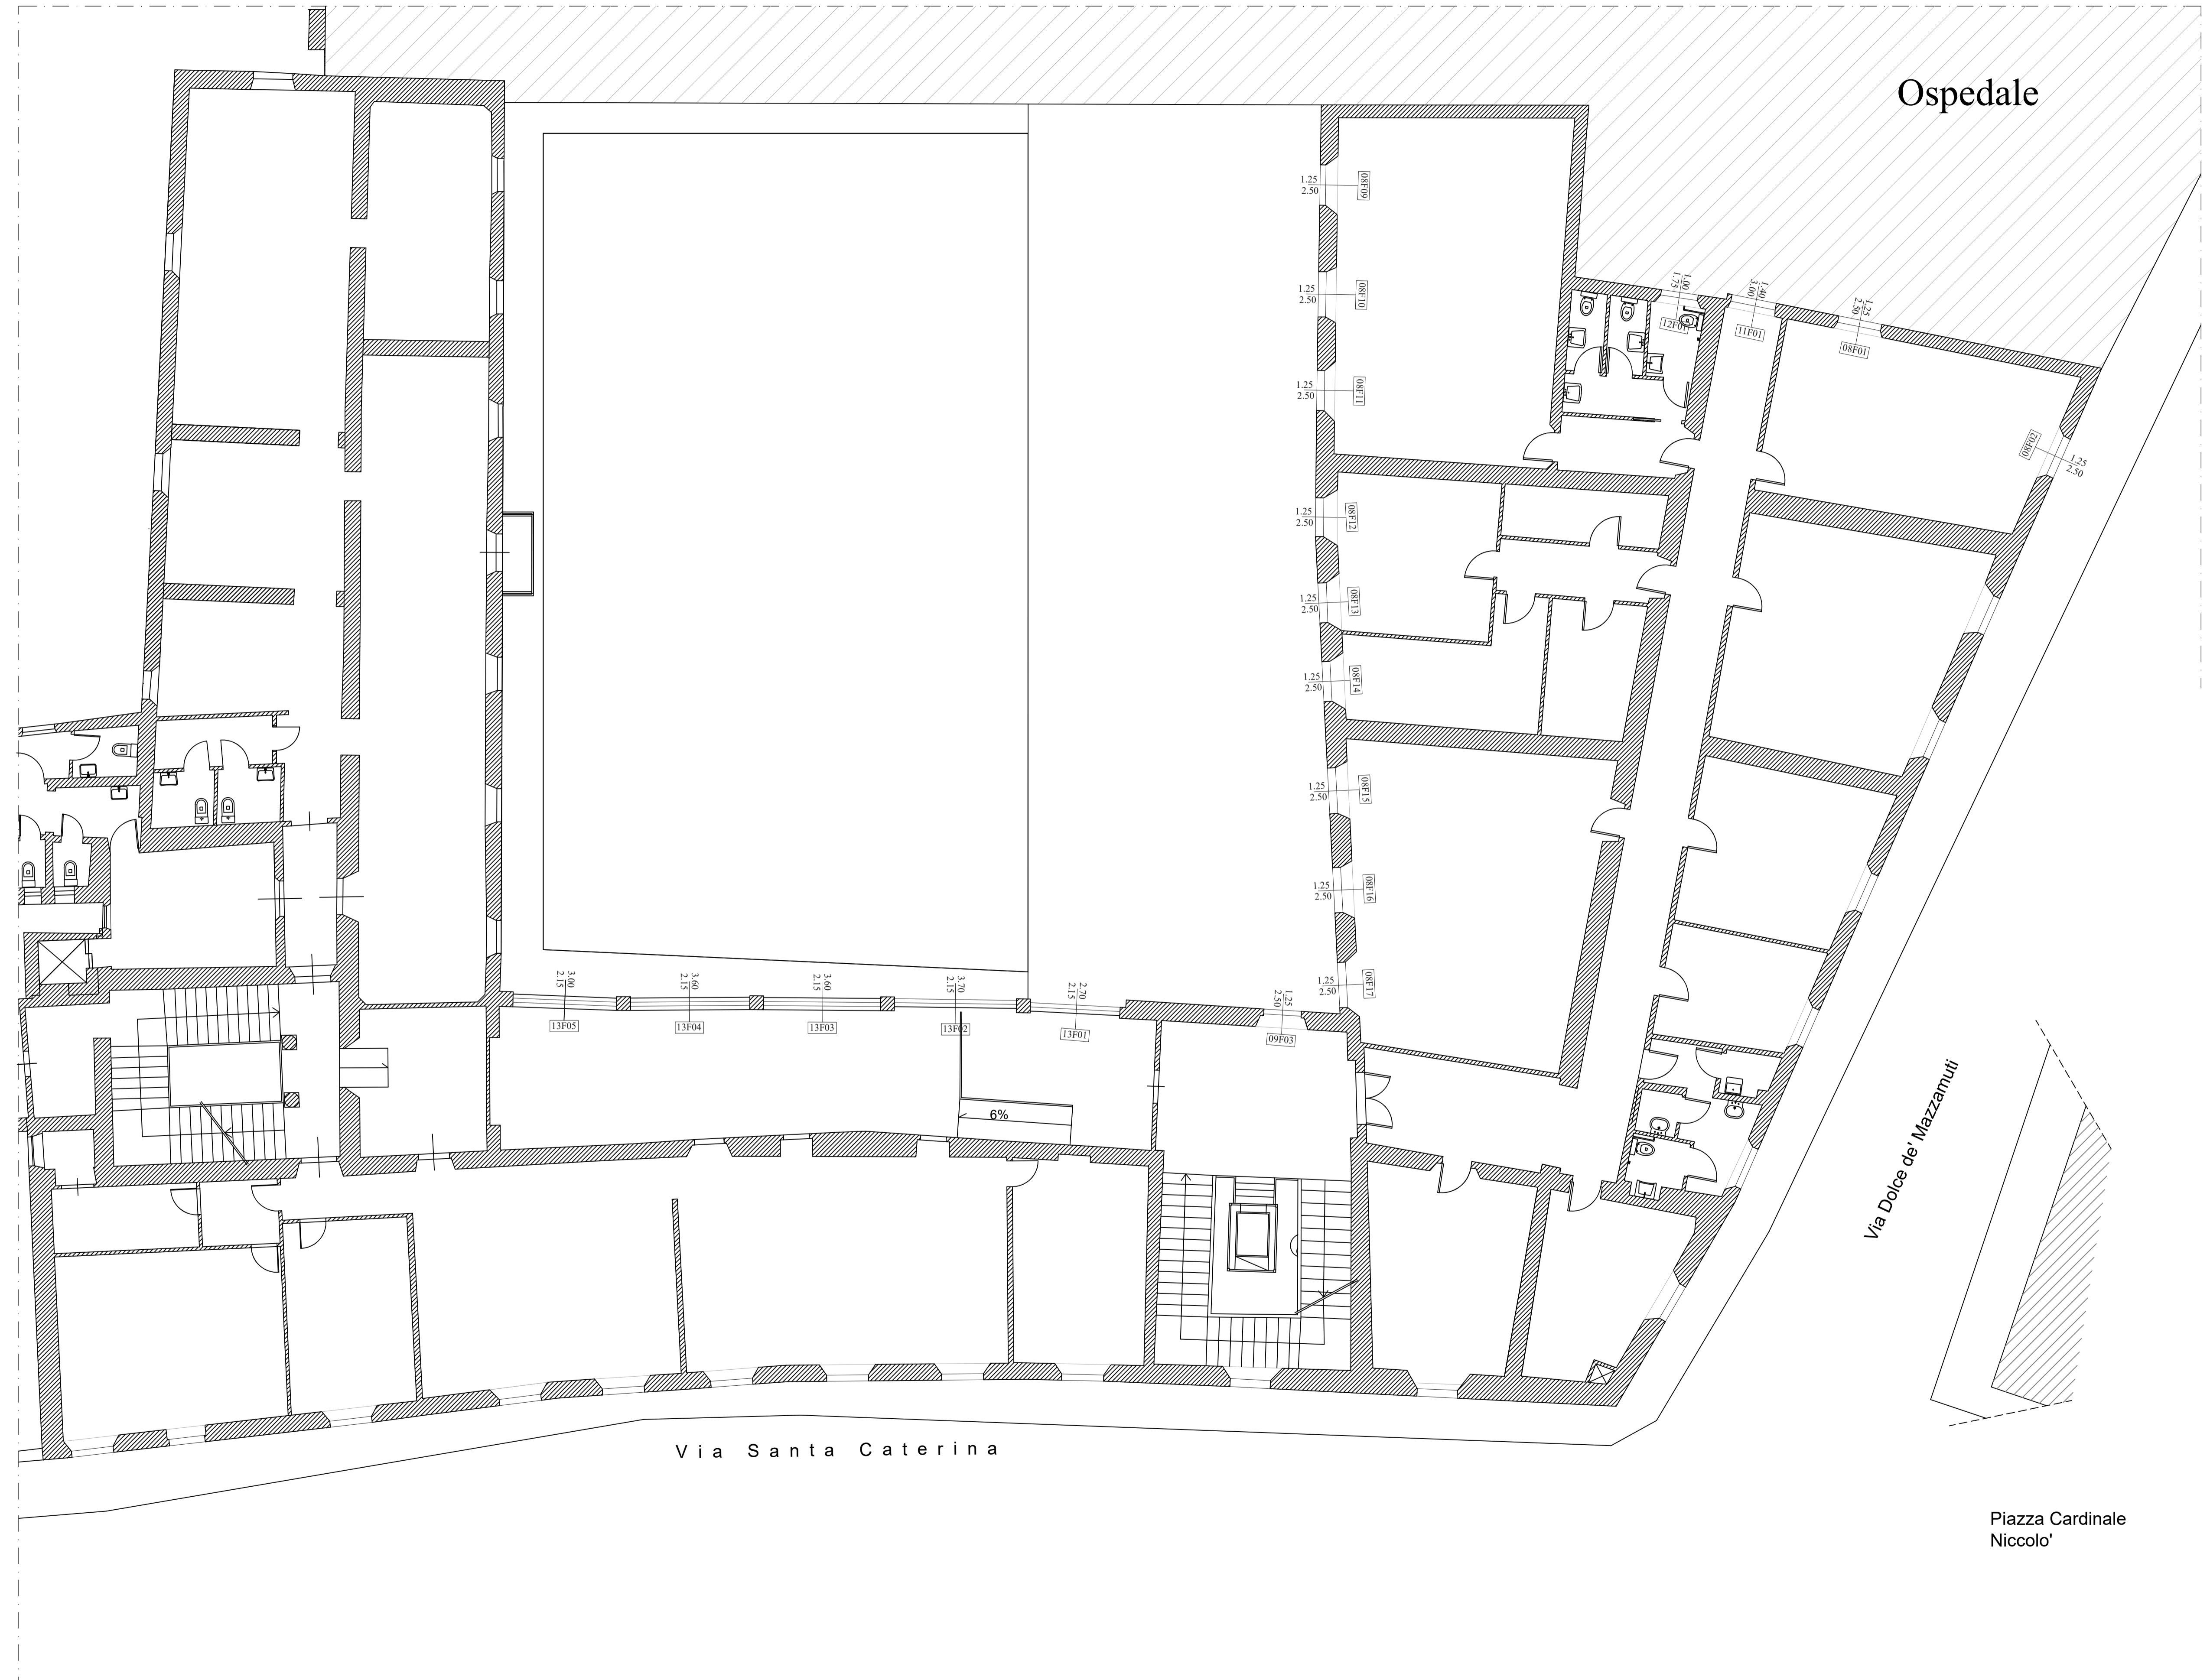 Ospedale
1.25
2.50
08F09
1.25
2.50
08F10
1.25
2.50
08F11
1.25
2.50
08F12
1.25
2.50
08F13
1.25
2.50
08F14
1.25
2.50
08F15
1.25
2.50
08F16
1.25
2.50
08F17
1.00
1.75
12F01
1.40
3.00
11F01
1.25
2.50
08F01
08F02
1.25
2.50
3.00
2.15
13F05
3.60
2.15
13F04
3.60
2.15
13F03
3.70
2.15
13F02
2.70
2.15
13F01
1.25
2.50
09F03
6%
Via Dolce de' Mazzamuti
Via Santa Caterina
Piazza Cardinale
Niccolo'